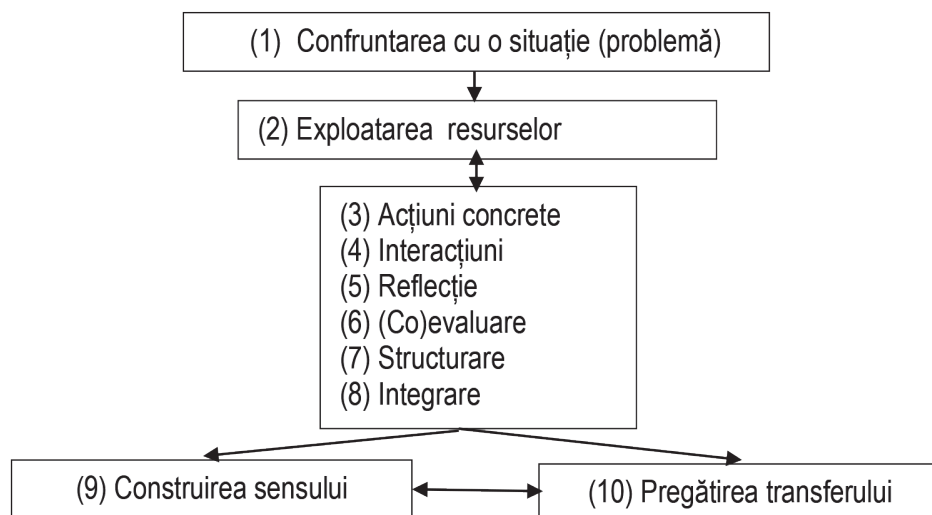 (1) Confruntarea cu o situație (problemă)
(2) Exploatarea resurselor
(3) Acțiuni concrete
(4) Interacțiuni
(5) Reflecție
(6) (Co)evaluare
(7) Structurare
(8) Integrare
(9) Construirea sensului
(10) Pregătirea transferului